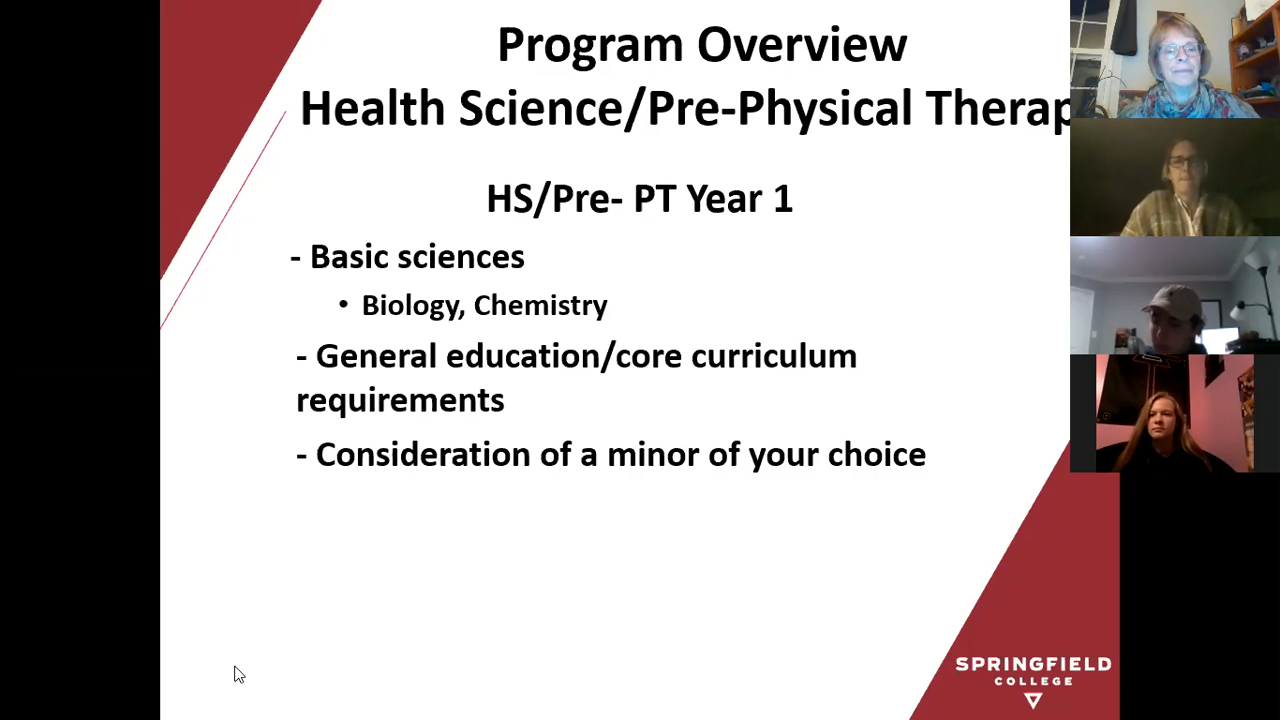 Program Overview
Health Science/Pre-Physical Therap
HS/Pre- PT Year 1
- Basic sciences
• Biology, Chemistry
- General education/core curriculum
requirements
- Consideration of a minor of your choice
SPRINGFIELD
COLLEGE